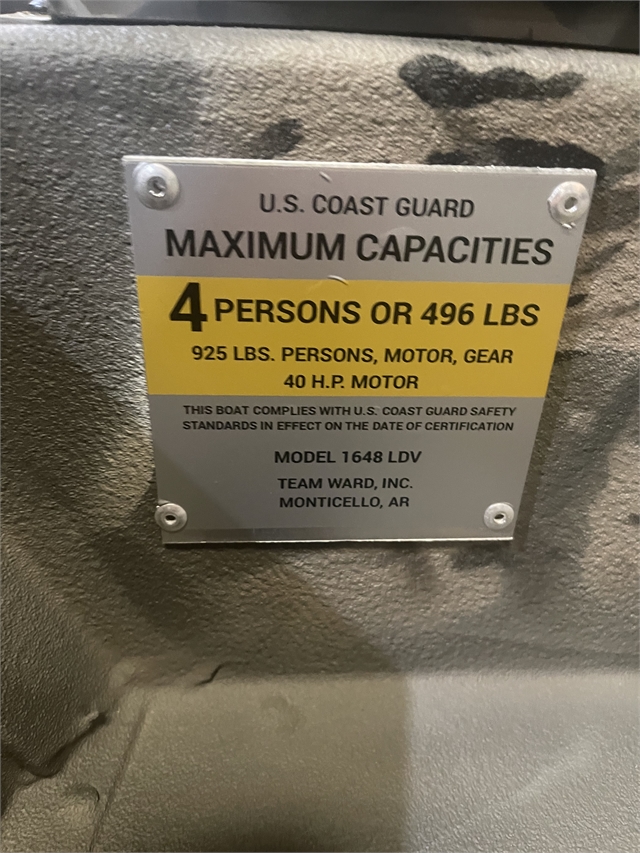 U.S. COAST GUARD
MAXIMUM CAPACITIES
4 PERSONS OR 496 LBS
925 LBS. PERSONS, MOTOR, GEAR
40 H.P. MOTOR
THIS BOAT COMPLIES WITH U.S. COAST GUARD SAFETY
STANDARDS IN EFFECT ON THE DATE OF CERTIFICATION
MODEL 1648 LDV
TEAM WARD, INC.
MONTICELLO, AR